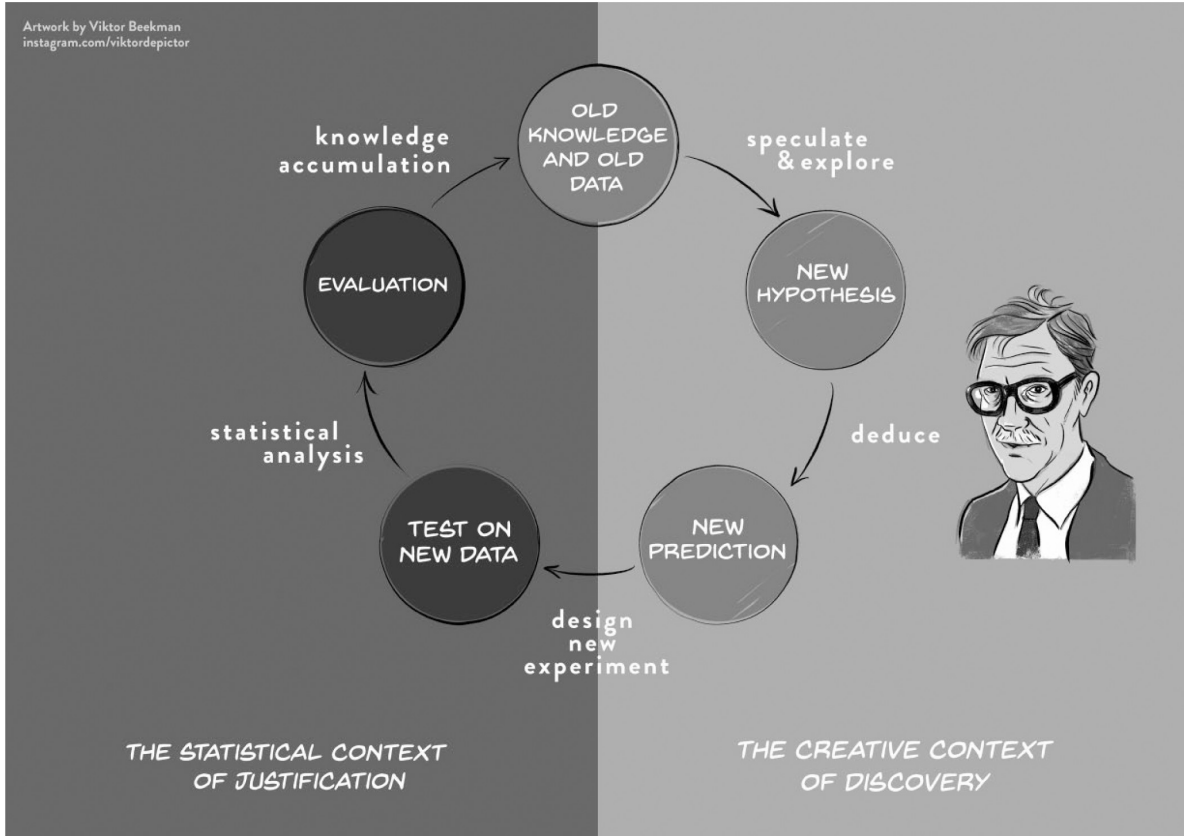 Artwork by Viktor Beekman
instagram.com/viktordepictor
OLD
KNOWLEDGE
AND OLD
DATA
speculate
& explore
NEW
HYPOTHESIS
deduce
NEW
PREDICTION
design
new
experiment
TEST ON
NEW DATA
statistical
analysis
EVALUATION
knowledge
accumulation
THE STATISTICAL CONTEXT
OF JUSTIFICATION
THE CREATIVE CONTEXT
OF DISCOVERY